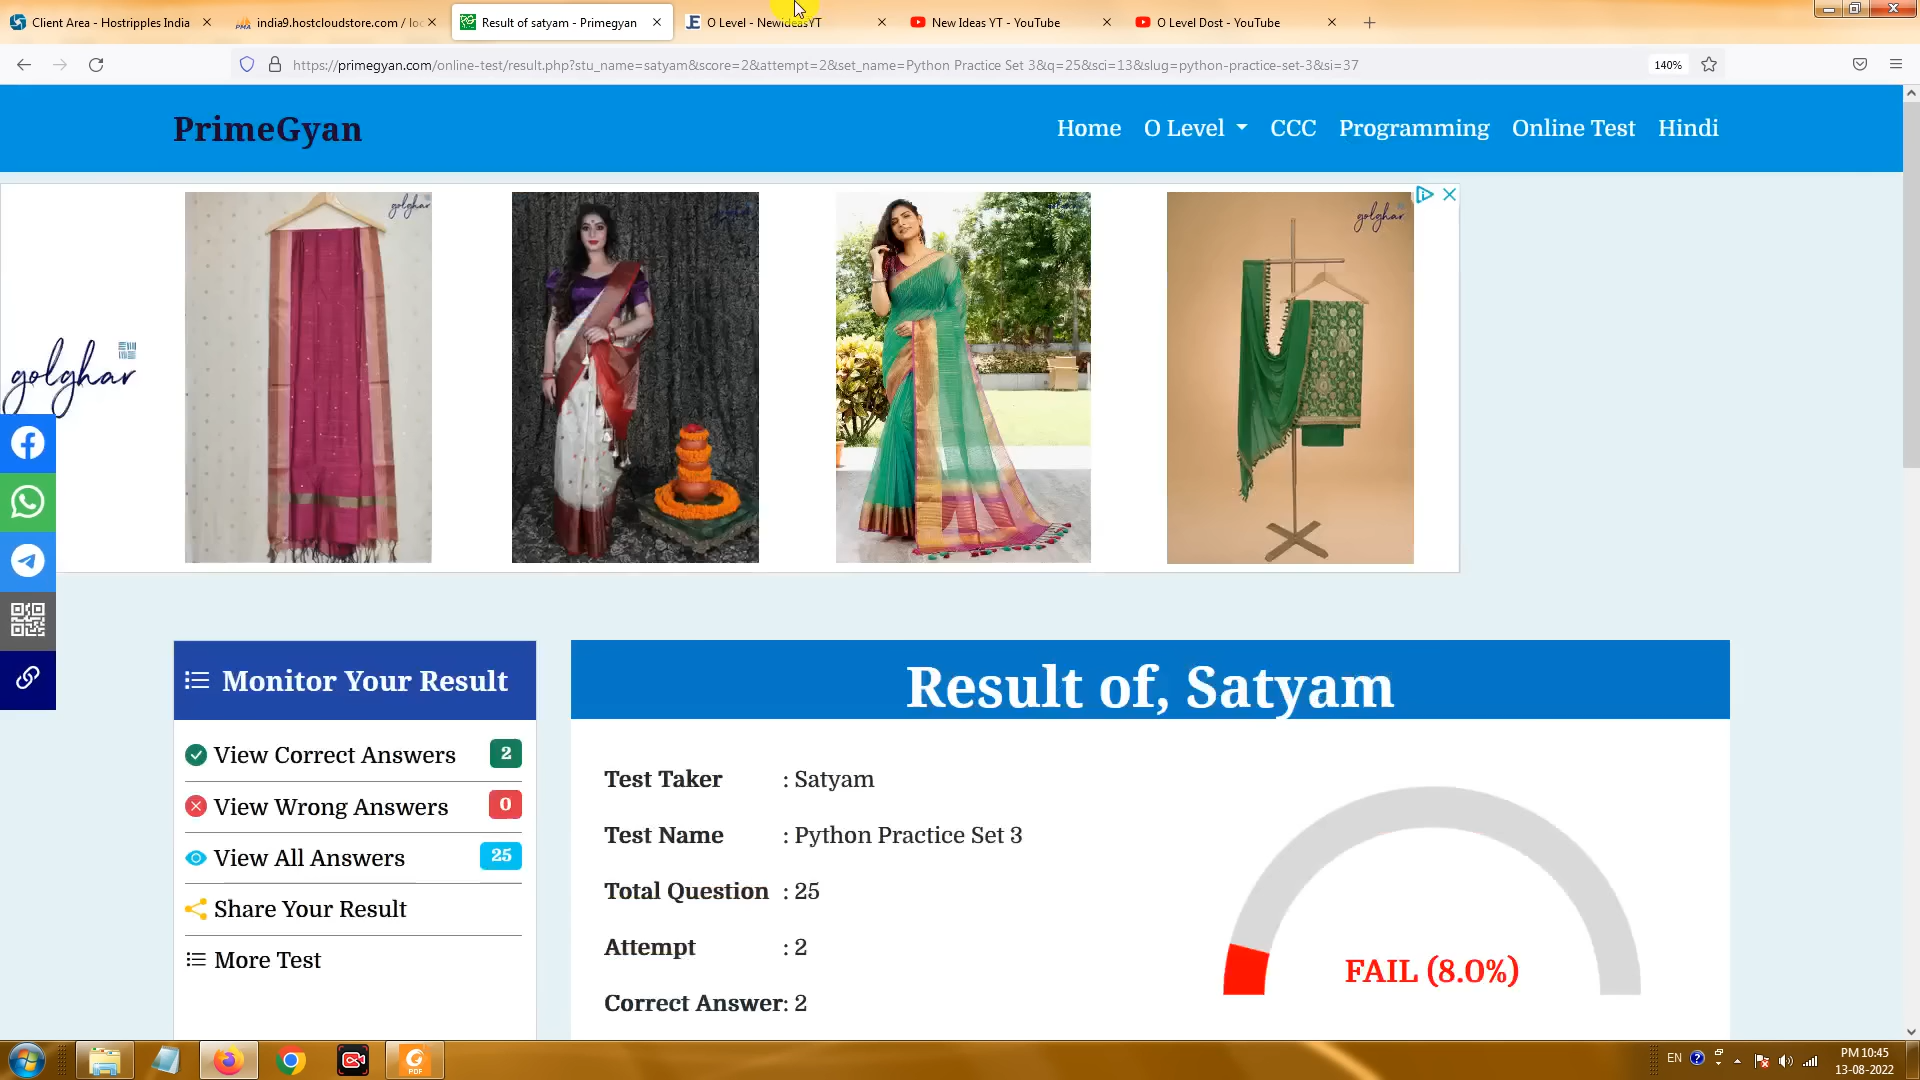 Client Area - Hostripples India
india9.hostcloudstore.com / loc
Result of satyam - Primegyan
O Level - NewideasYT
New Ideas YT - YouTube
O Level Dost - YouTube
https://primegyan.com/online-test/result.php?stu_name=satyam&score=2&attempt=2&set_name=Python Practice Set 3&q=25&sci=13&slug=python-practice-set-3&si=37
140%
PrimeGyan
Home
O Level
CCC
Programming
Online Test
Hindi
golghar
golghar
golghar
Monitor Your Result
View Correct Answers 2
View Wrong Answers 0
View All Answers 25
Share Your Result
More Test
Result of, Satyam
Test Taker : Satyam
Test Name : Python Practice Set 3
Total Question : 25
Attempt : 2
Correct Answer: 2
FAIL (8.0%)
PDF
EN
PM 10:45
13-08-2022